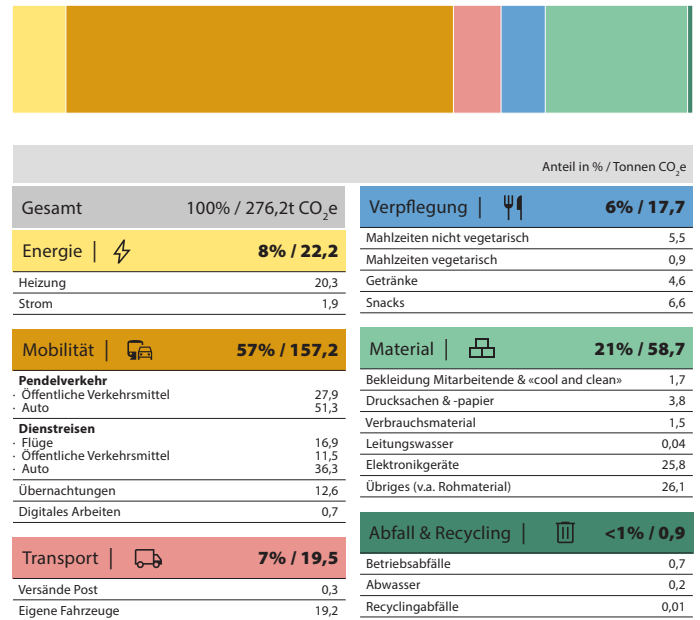 Anteil in % / Tonnen CO₂e
Gesamt 100% / 276,2t CO₂e
Energie | 8% / 22,2
Heizung 20,3
Strom 1,9
Mobilität | 57% / 157,2
Pendelverkehr
· Öffentliche Verkehrsmittel 27,9
· Auto 51,3
Dienstreisen
· Flüge 16,9
· Öffentliche Verkehrsmittel 11,5
· Auto 36,3
Übernachtungen 12,6
Digitales Arbeiten 0,7
Transport | 7% / 19,5
Versände Post 0,3
Eigene Fahrzeuge 19,2
Verpflegung | 6% / 17,7
Mahlzeiten nicht vegetarisch 5,5
Mahlzeiten vegetarisch 0,9
Getränke 4,6
Snacks 6,6
Material | 21% / 58,7
Bekleidung Mitarbeitende & «cool and clean» 1,7
Drucksachen & -papier 3,8
Verbrauchsmaterial 1,5
Leitungswasser 0,04
Elektronikgeräte 25,8
Übriges (v.a. Rohmaterial) 26,1
Abfall & Recycling | <1% / 0,9
Betriebsabfälle 0,7
Abwasser 0,2
Recyclingabfälle 0,01